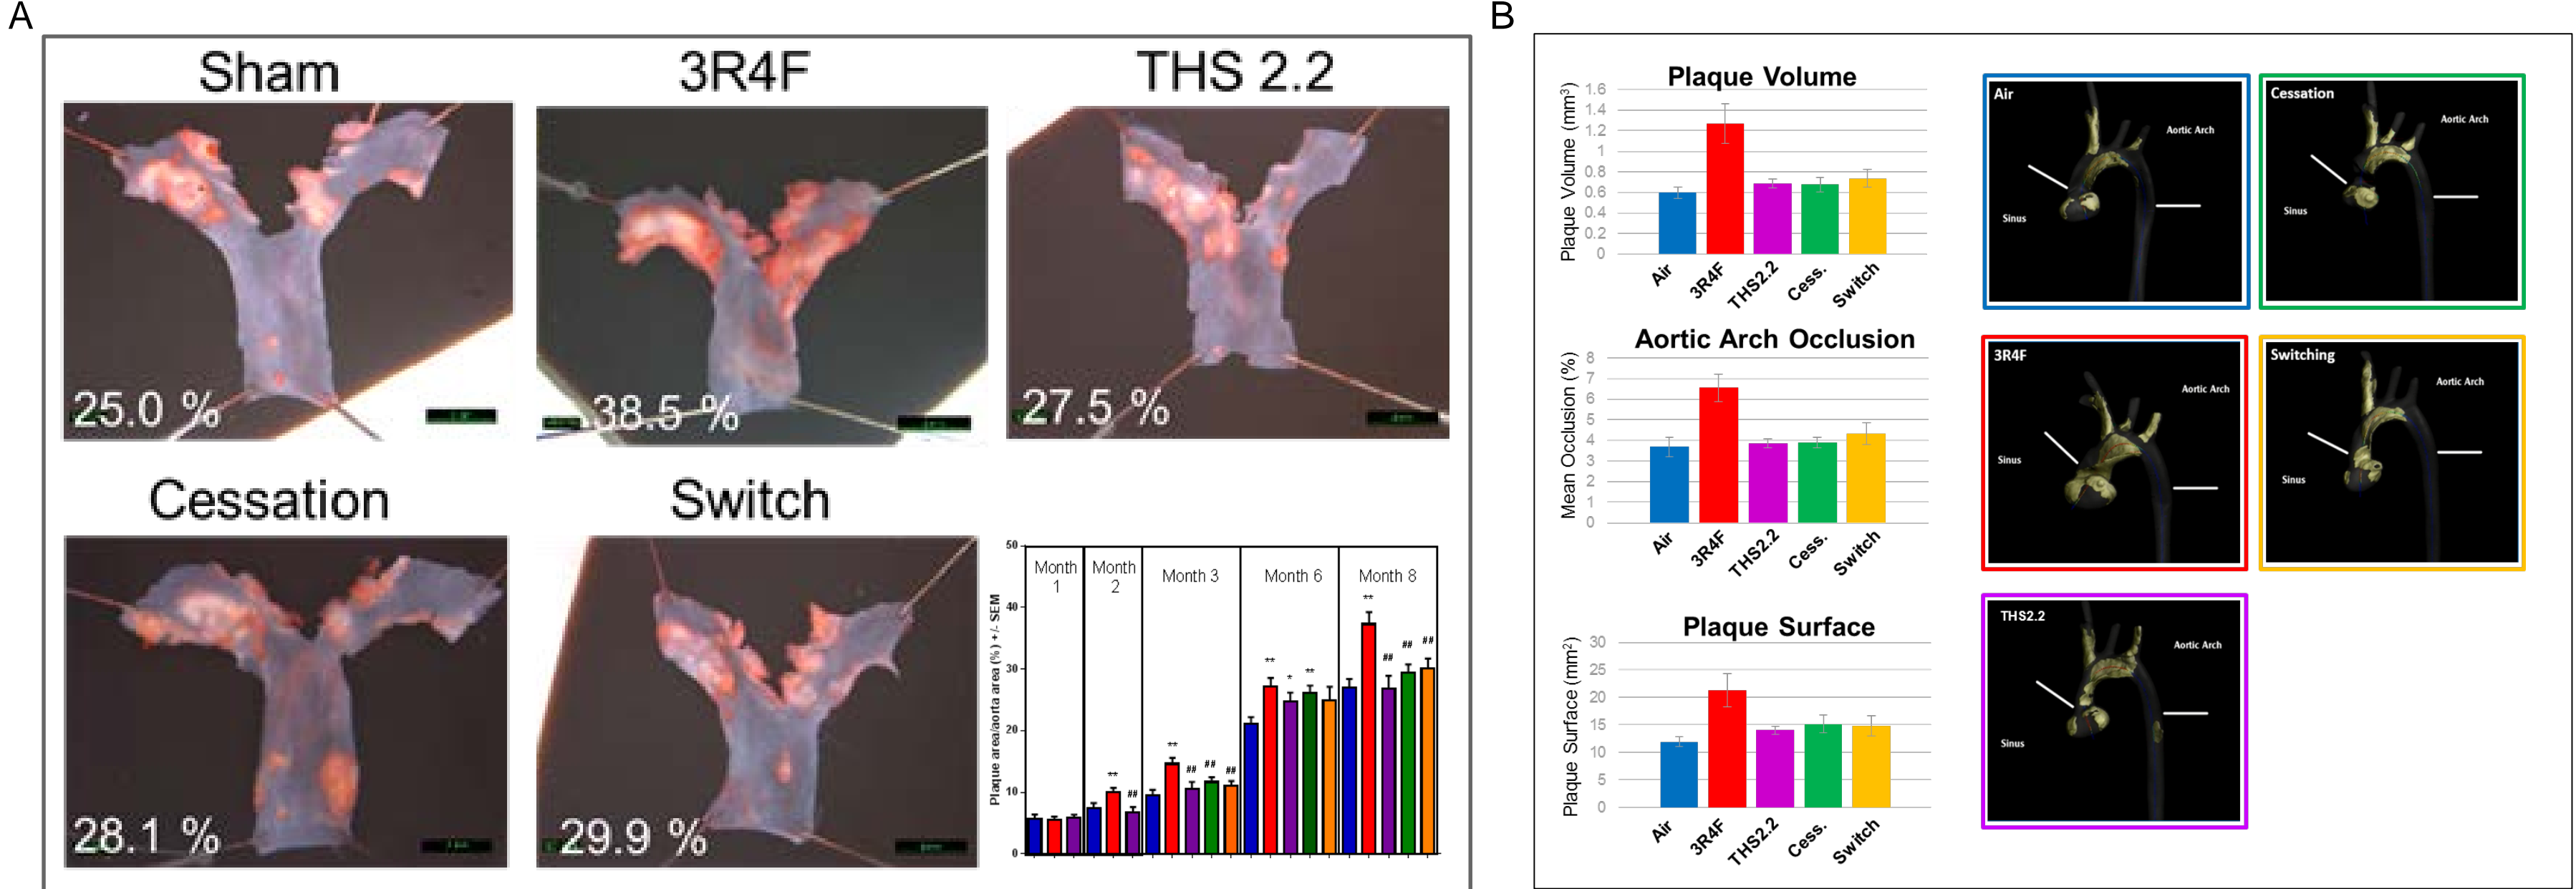 A
Sham
3R4F
THS 2.2
25.0 %
38.5 %
27.5 %
Cessation
Switch
28.1 %
29.9 %
Plaque area/aorta area (%) +/- SEM
50
40
30
20
10
0
Month 1
Month 2
Month 3
Month 6
Month 8
**
##
**
##
##
##
**
*
**
**
##
##
##
B
Plaque Volume
Plaque Volume (mm³)
1.6
1.4
1.2
1
0.8
0.6
0.4
0.2
0
Air
3R4F
THS2.2
Cess.
Switch
Aortic Arch Occlusion
Mean Occlusion (%)
8
7
6
5
4
3
2
1
0
Air
3R4F
THS2.2
Cess.
Switch
Plaque Surface
Plaque Surface (mm²)
30
25
20
15
10
5
0
Air
3R4F
THS2.2
Cess.
Switch
Air
Aortic Arch
Sinus
Cessation
Aortic Arch
Sinus
3R4F
Aortic Arch
Sinus
Switching
Aortic Arch
Sinus
THS2.2
Aortic Arch
Sinus